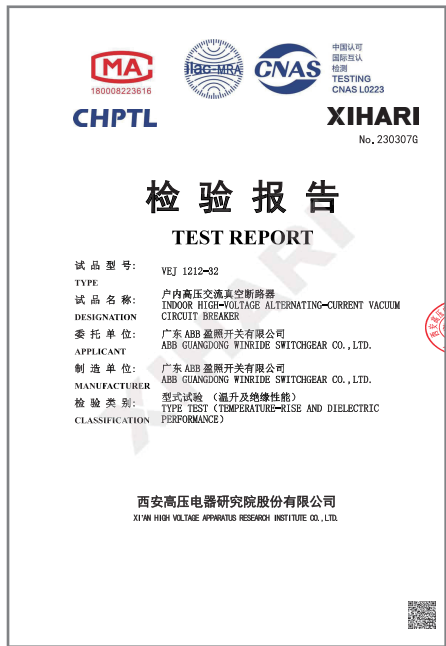 MA
180008223616
ilac-MRA
CNAS
中国认可
国际互认
检测
TESTING
CNAS L0223
CHPTL
XIHARI
No.230307G
检验报告
TEST REPORT
试品型号: VEJ 1212-32
TYPE
试品名称: 户内高压交流真空断路器
DESIGNATION INDOOR HIGH-VOLTAGE ALTERNATING-CURRENT VACUUM CIRCUIT BREAKER
委托单位: 广东 ABB 盈照开关有限公司
APPLICANT ABB GUANGDONG WINRIDE SWITCHGEAR CO.,LTD.
制造单位: 广东 ABB 盈照开关有限公司
MANUFACTURER ABB GUANGDONG WINRIDE SWITCHGEAR CO.,LTD.
检验类别: 型式试验 (温升及绝缘性能)
CLASSIFICATION TYPE TEST (TEMPERATURE-RISE AND DIELECTRIC PERFORMANCE)
XIHARI
西安高压电器研究院股份有限公司
XI'AN HIGH VOLTAGE APPARATUS RESEARCH INSTITUTE CO.,LTD.